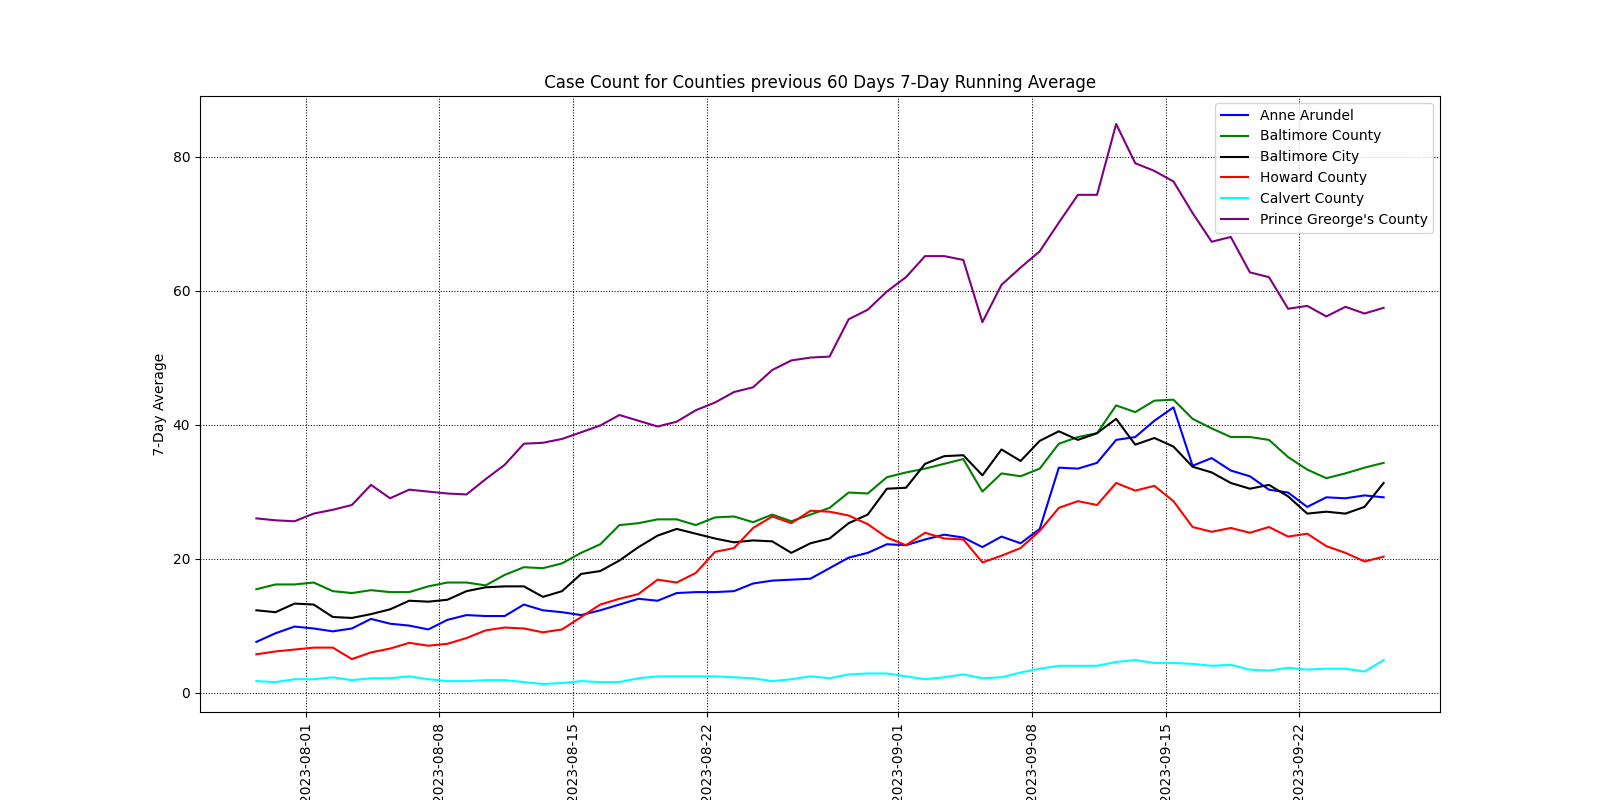 Case Count for Counties previous 60 Days 7-Day Running Average
Anne Arundel
Baltimore County
Baltimore City
Howard County
Calvert County
Prince Greorge's County
7-Day Average
80
60
40
20
0
2023-08-01
2023-08-08
2023-08-15
2023-08-22
2023-09-01
2023-09-08
2023-09-15
2023-09-22